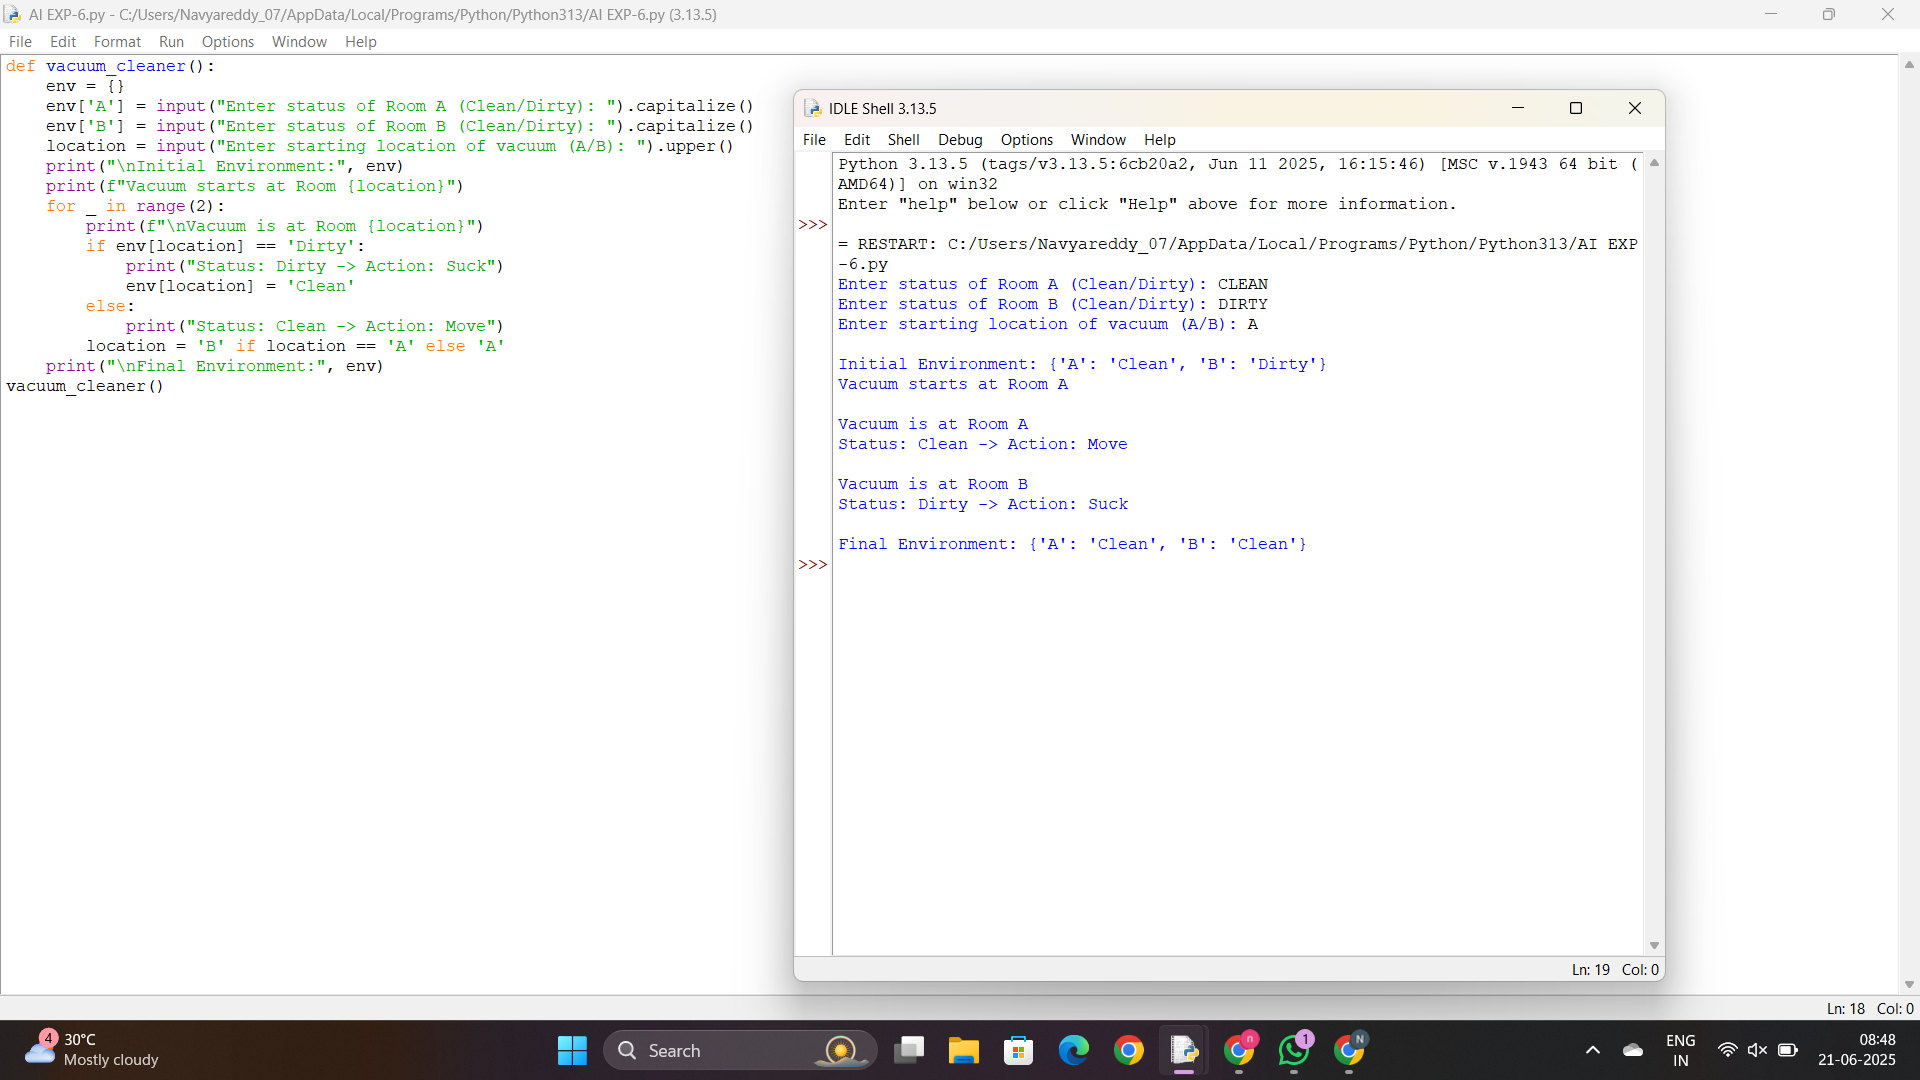 AI EXP-6.py - C:/Users/Navyareddy_07/AppData/Local/Programs/Python/Python313/AI EXP-6.py (3.13.5)
File Edit Format Run Options Window Help
def vacuum_cleaner():
    env = {}
    env['A'] = input("Enter status of Room A (Clean/Dirty): ").capitalize()
    env['B'] = input("Enter status of Room B (Clean/Dirty): ").capitalize()
    location = input("Enter starting location of vacuum (A/B): ").upper()
    print("\nInitial Environment:", env)
    print(f"Vacuum starts at Room {location}")
    for _ in range(2):
        print(f"\nVacuum is at Room {location}")
        if env[location] == 'Dirty':
            print("Status: Dirty -> Action: Suck")
            env[location] = 'Clean'
        else:
            print("Status: Clean -> Action: Move")
        location = 'B' if location == 'A' else 'A'
    print("\nFinal Environment:", env)
vacuum_cleaner()
IDLE Shell 3.13.5
File Edit Shell Debug Options Window Help
Python 3.13.5 (tags/v3.13.5:6cb20a2, Jun 11 2025, 16:15:46) [MSC v.1943 64 bit (
AMD64)] on win32
Enter "help" below or click "Help" above for more information.
>>>
= RESTART: C:/Users/Navyareddy_07/AppData/Local/Programs/Python/Python313/AI EXP
-6.py
Enter status of Room A (Clean/Dirty): CLEAN
Enter status of Room B (Clean/Dirty): DIRTY
Enter starting location of vacuum (A/B): A
Initial Environment: {'A': 'Clean', 'B': 'Dirty'}
Vacuum starts at Room A
Vacuum is at Room A
Status: Clean -> Action: Move
Vacuum is at Room B
Status: Dirty -> Action: Suck
Final Environment: {'A': 'Clean', 'B': 'Clean'}
>>>
Ln: 19 Col: 0
Ln: 18 Col: 0
4
30°C
Mostly cloudy
Search
n
1
N
ENG
IN
08:48
21-06-2025